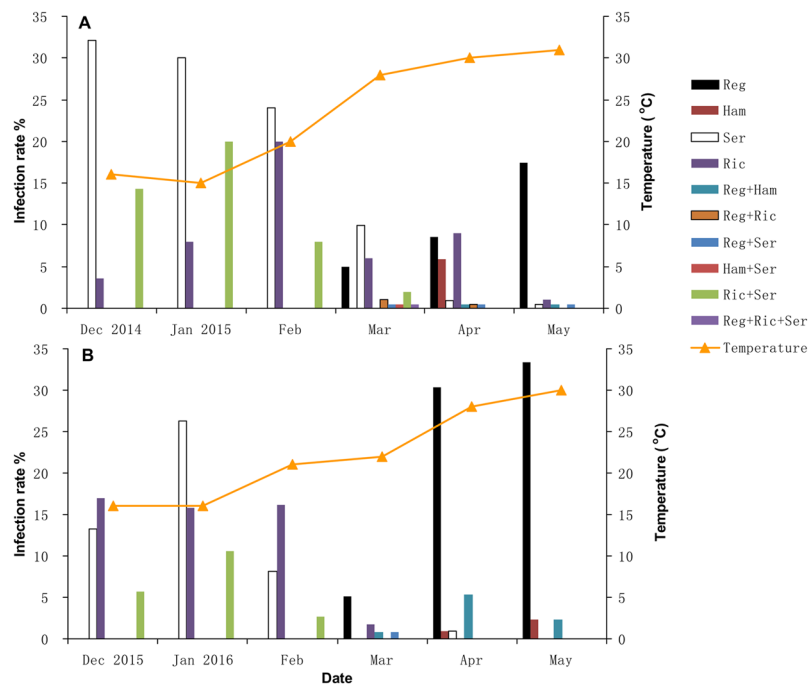 A
35
30
25
20
15
10
5
0
Infection rate %
35
30
25
20
15
10
5
0
Temperature ( °C)
Dec 2014 Jan 2015 Feb Mar Apr May
Reg
Ham
Ser
Ric
Reg+Ham
Reg+Ric
Reg+Ser
Ham+Ser
Ric+Ser
Reg+Ric+Ser
Temperature
B
35
30
25
20
15
10
5
0
Infection rate %
35
30
25
20
15
10
5
0
Temperature ( °C)
Dec 2015 Jan 2016 Feb Mar Apr May
Date